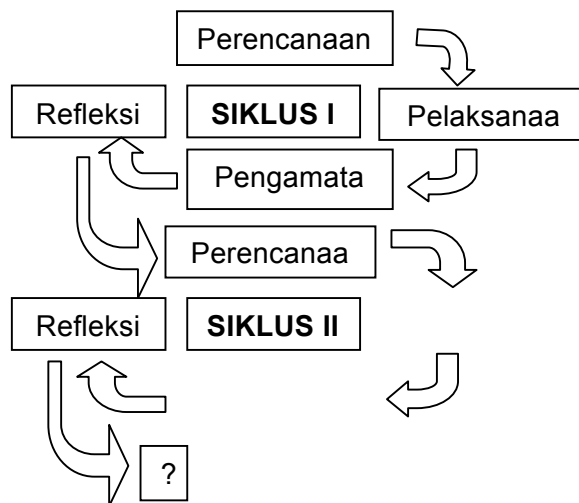 Perencanaan
Refleksi
SIKLUS I
Pelaksanaa
Pengamata
Perencanaa
Refleksi
SIKLUS II
?